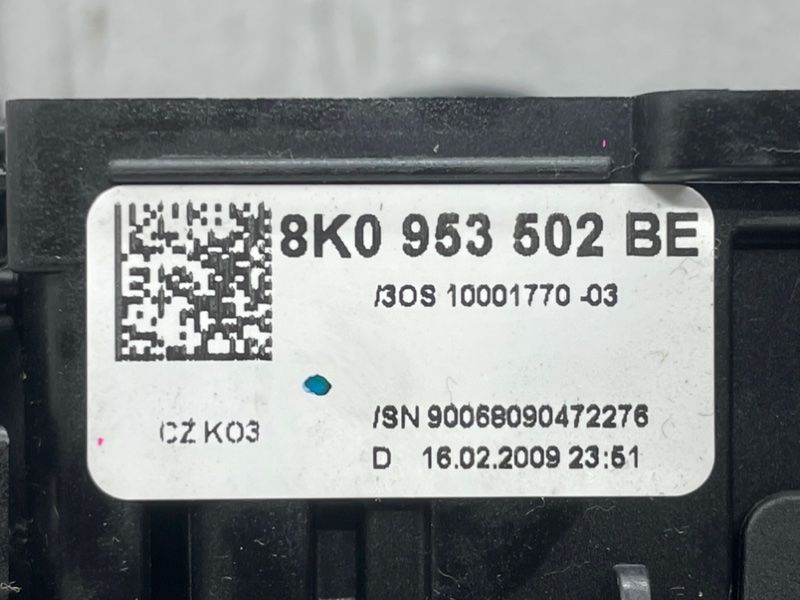 8K0 953 502 BE
/3OS 10001770 -03
CZ K03
/SN 90068090472276
D 16.02.2009 23:51